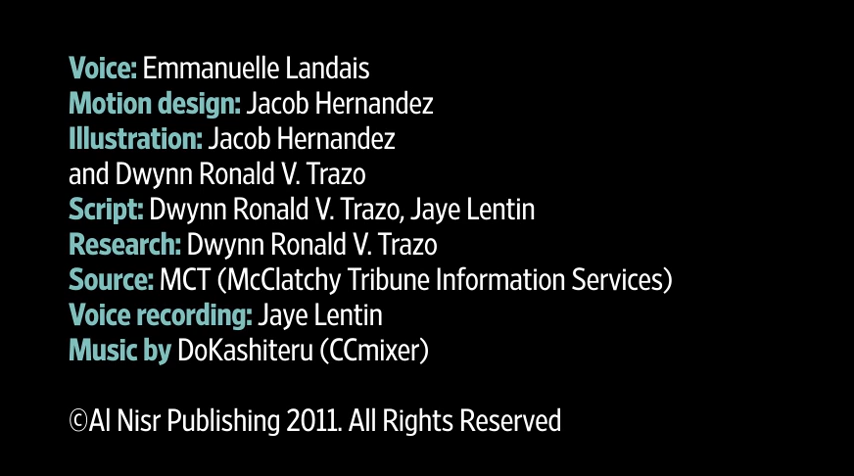 Voice: Emmanuelle Landais
Motion design: Jacob Hernandez
Illustration: Jacob Hernandez
and Dwynn Ronald V. Trazo
Script: Dwynn Ronald V. Trazo, Jaye Lentin
Research: Dwynn Ronald V. Trazo
Source: MCT (McClatchy Tribune Information Services)
Voice recording: Jaye Lentin
Music by DoKashiteru (CCmixer)
©Al Nisr Publishing 2011. All Rights Reserved